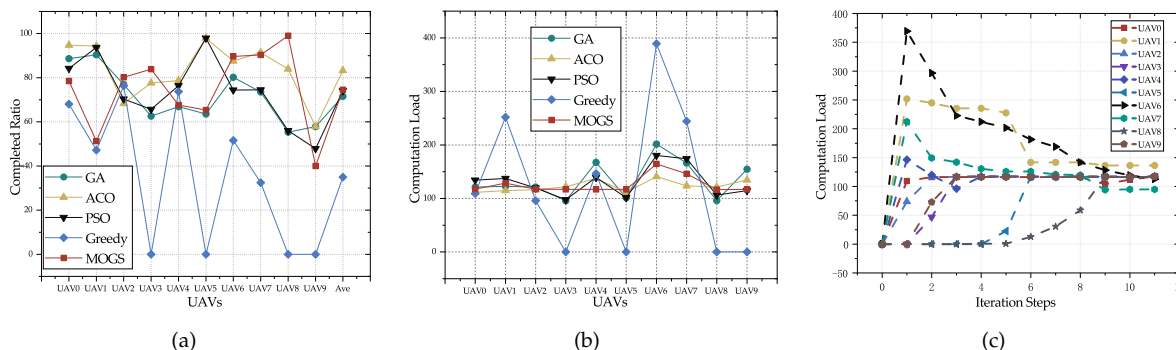 100
80
60
40
20
0
Completed Ratio
GA
ACO
PSO
Greedy
MOGS
UAV0 UAV1 UAV2 UAV3 UAV4 UAV5 UAV6 UAV7 UAV8 UAV9 Ave
UAVs
(a)
400
300
200
100
0
Computation Load
GA
ACO
PSO
Greedy
MOGS
UAV0 UAV1 UAV2 UAV3 UAV4 UAV5 UAV6 UAV7 UAV8 UAV9
UAVs
(b)
400
350
300
250
200
150
100
50
0
-50
Computation Load
UAV0
UAV1
UAV2
UAV3
UAV4
UAV5
UAV6
UAV7
UAV8
UAV9
0 2 4 6 8 10
Iteration Steps
(c)